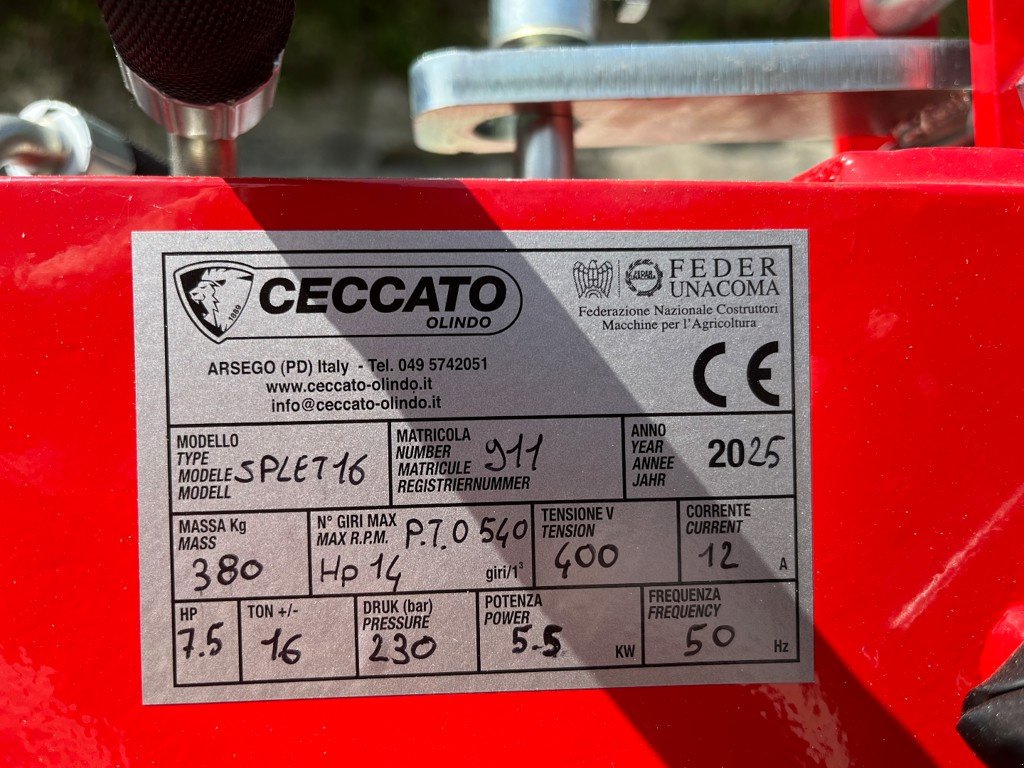 CECCATO
OLINDO
1889
FEDER
UNACOMA
Federazione Nazionale Costruttori
Macchine per l'Agricoltura
ARSEGO (PD) Italy - Tel. 049 5742051
www.ceccato-olindo.it
info@ceccato-olindo.it
CE
MODELLO
TYPE
MODELE
MODELL
SPLET16
MATRICOLA
NUMBER
MATRICULE
REGISTRIERNUMMER
911
ANNO
YEAR
ANNEE
JAHR
2025
MASSA Kg
MASS
380
N° GIRI MAX
MAX R.P.M.
P.T.O 540
Hp 14
giri/1³
TENSIONE V
TENSION
400
CORRENTE
CURRENT
12
A
HP
7.5
TON +/-
16
DRUK (bar)
PRESSURE
230
POTENZA
POWER
5.5
KW
FREQUENZA
FREQUENCY
50
Hz